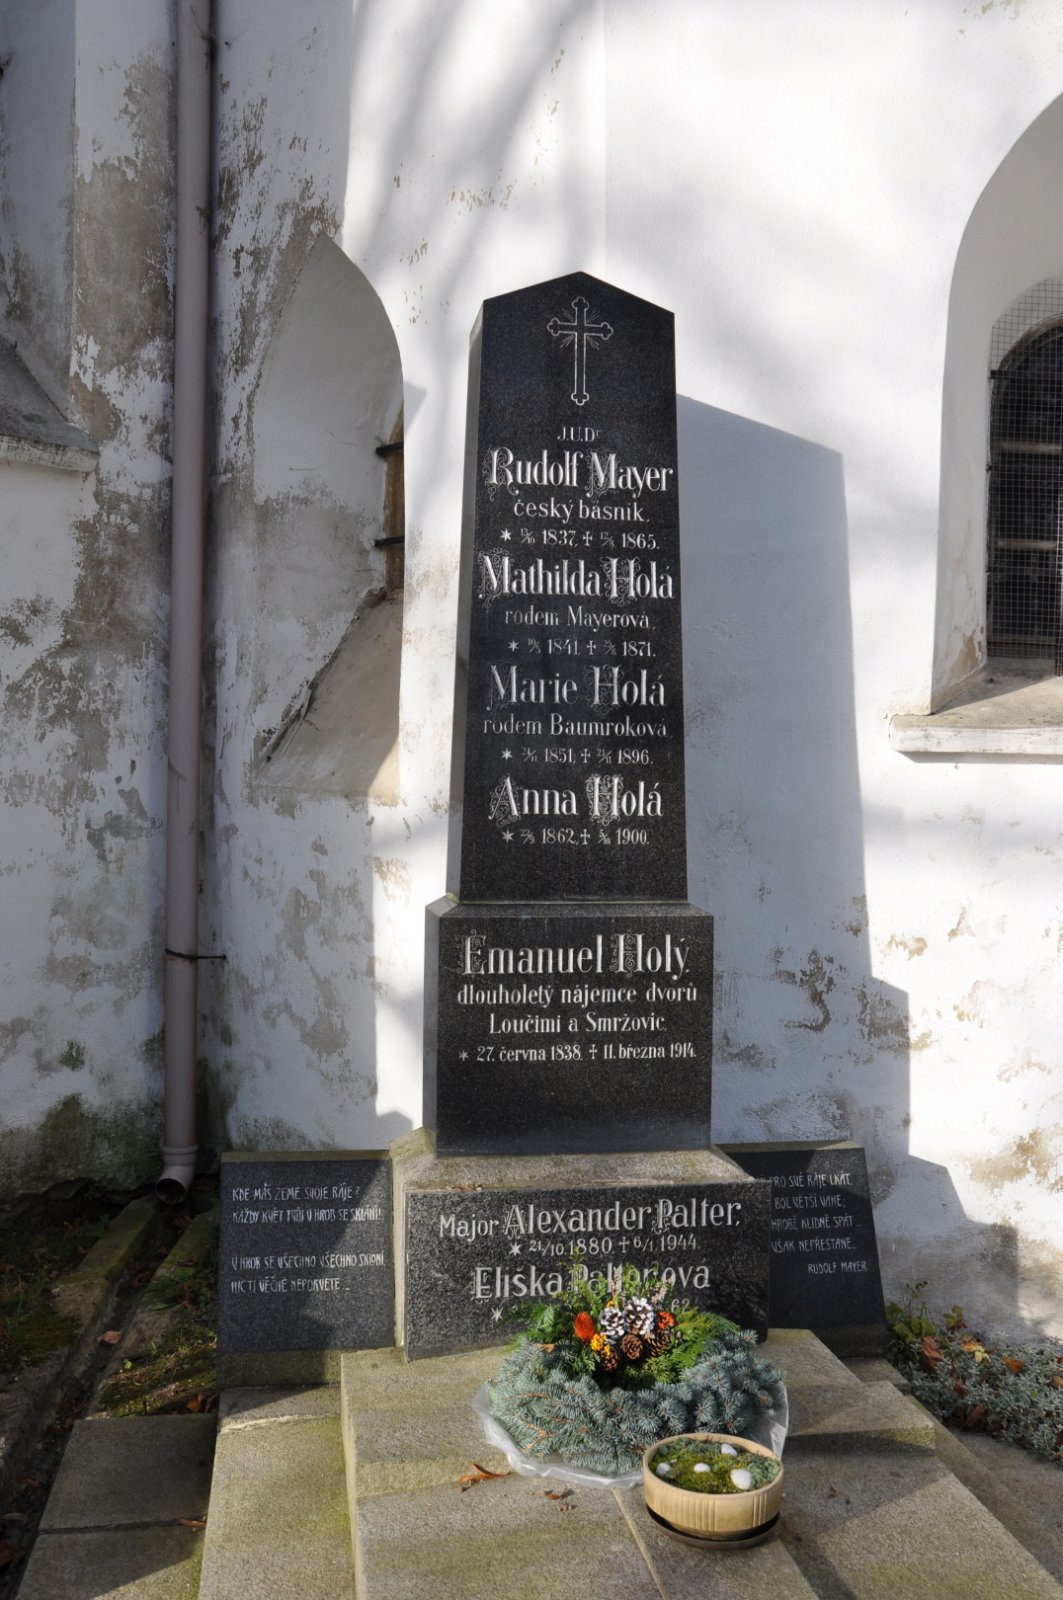 J.U.Dr
Rudolf Mayer
český básník,
1837, ✝ 1865.
Mathilda Holá
rodem Mayerová,
1841, ✝ 1871.
Marie Holá
rodem Baumroková
1851, ✝ 1896.
Anna Holá
1862, ✝ 1900.
Emanuel Holý,
dlouholetý nájemce dvorů
Loučimi a Smržovic
* 27. června 1838, ✝ 11. března 1914.
KDE MÁŠ ZEMĚ SVOJE RÁJE?
KAŽDÝ KVĚT TVŮJ V HROB SE SKLÁNÍ,
V HROB SE VŠECHNO VŠECHNO SKLONÍ
NIC TI VĚČNĚ NEPOKVETE...
Major Alexander Palter,
* 21/10. 1880, ✝ 6/1. 1944.
Eliška Palterová
PRO SVÉ RÁJE LKÁT,
BOL VĚTŠÍ VÁHE,
HROBĚ KLIDNĚ SPÁT
VŠAK NEPŘESTANE..
RUDOLF MAYER